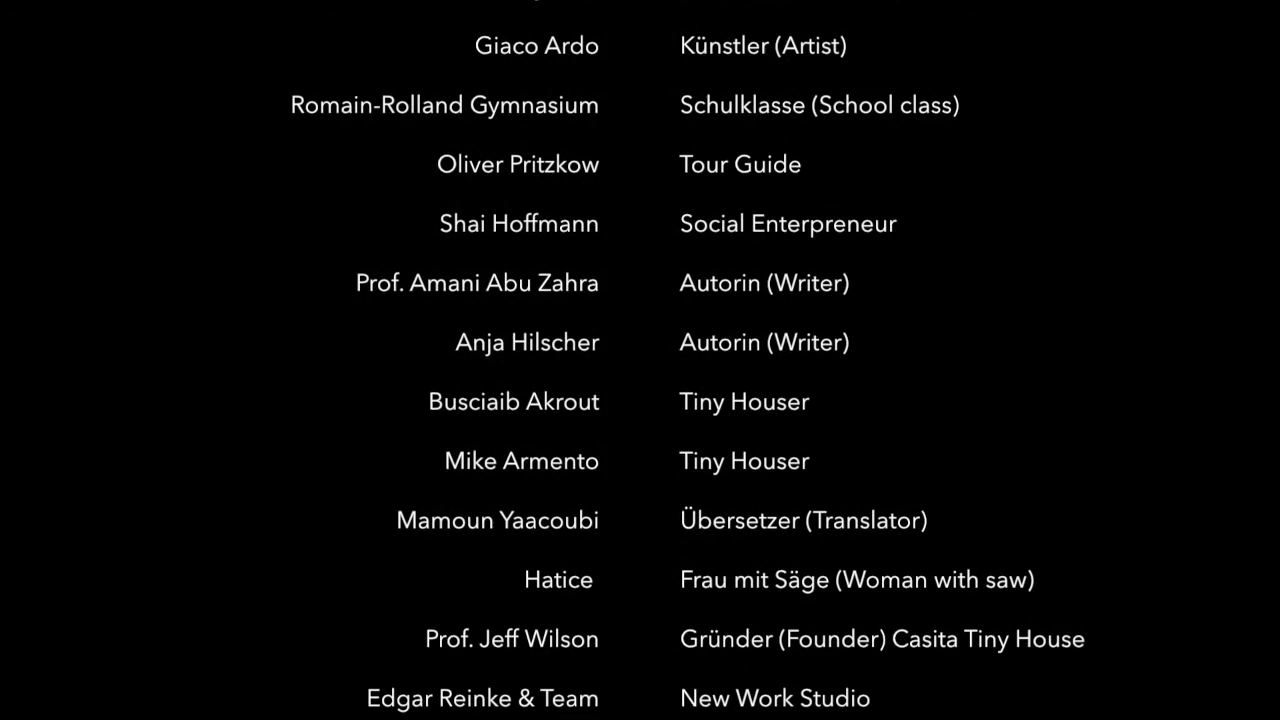 Giaco Ardo Künstler (Artist)
Romain-Rolland Gymnasium Schulklasse (School class)
Oliver Pritzkow Tour Guide
Shai Hoffmann Social Enterpreneur
Prof. Amani Abu Zahra Autorin (Writer)
Anja Hilscher Autorin (Writer)
Busciaib Akrout Tiny Houser
Mike Armento Tiny Houser
Mamoun Yaacoubi Übersetzer (Translator)
Hatice Frau mit Säge (Woman with saw)
Prof. Jeff Wilson Gründer (Founder) Casita Tiny House
Edgar Reinke & Team New Work Studio